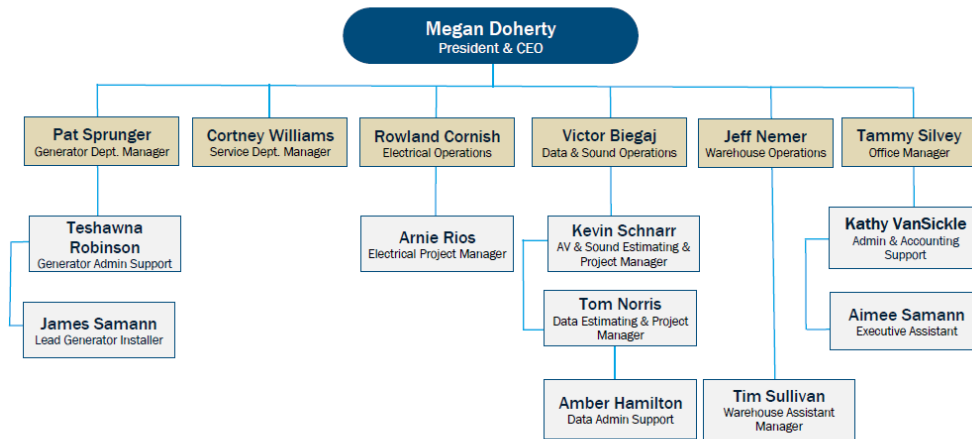 Megan Doherty
President & CEO
Pat Sprunger
Generator Dept. Manager
Cortney Williams
Service Dept. Manager
Rowland Cornish
Electrical Operations
Victor Biegaj
Data & Sound Operations
Jeff Nemer
Warehouse Operations
Tammy Silvey
Office Manager
Teshawna
Robinson
Generator Admin Support
Arnie Rios
Electrical Project Manager
Kevin Schnarr
AV & Sound Estimating &
Project Manager
Kathy VanSickle
Admin & Accounting
Support
James Samann
Lead Generator Installer
Tom Norris
Data Estimating & Project
Manager
Aimee Samann
Executive Assistant
Amber Hamilton
Data Admin Support
Tim Sullivan
Warehouse Assistant
Manager